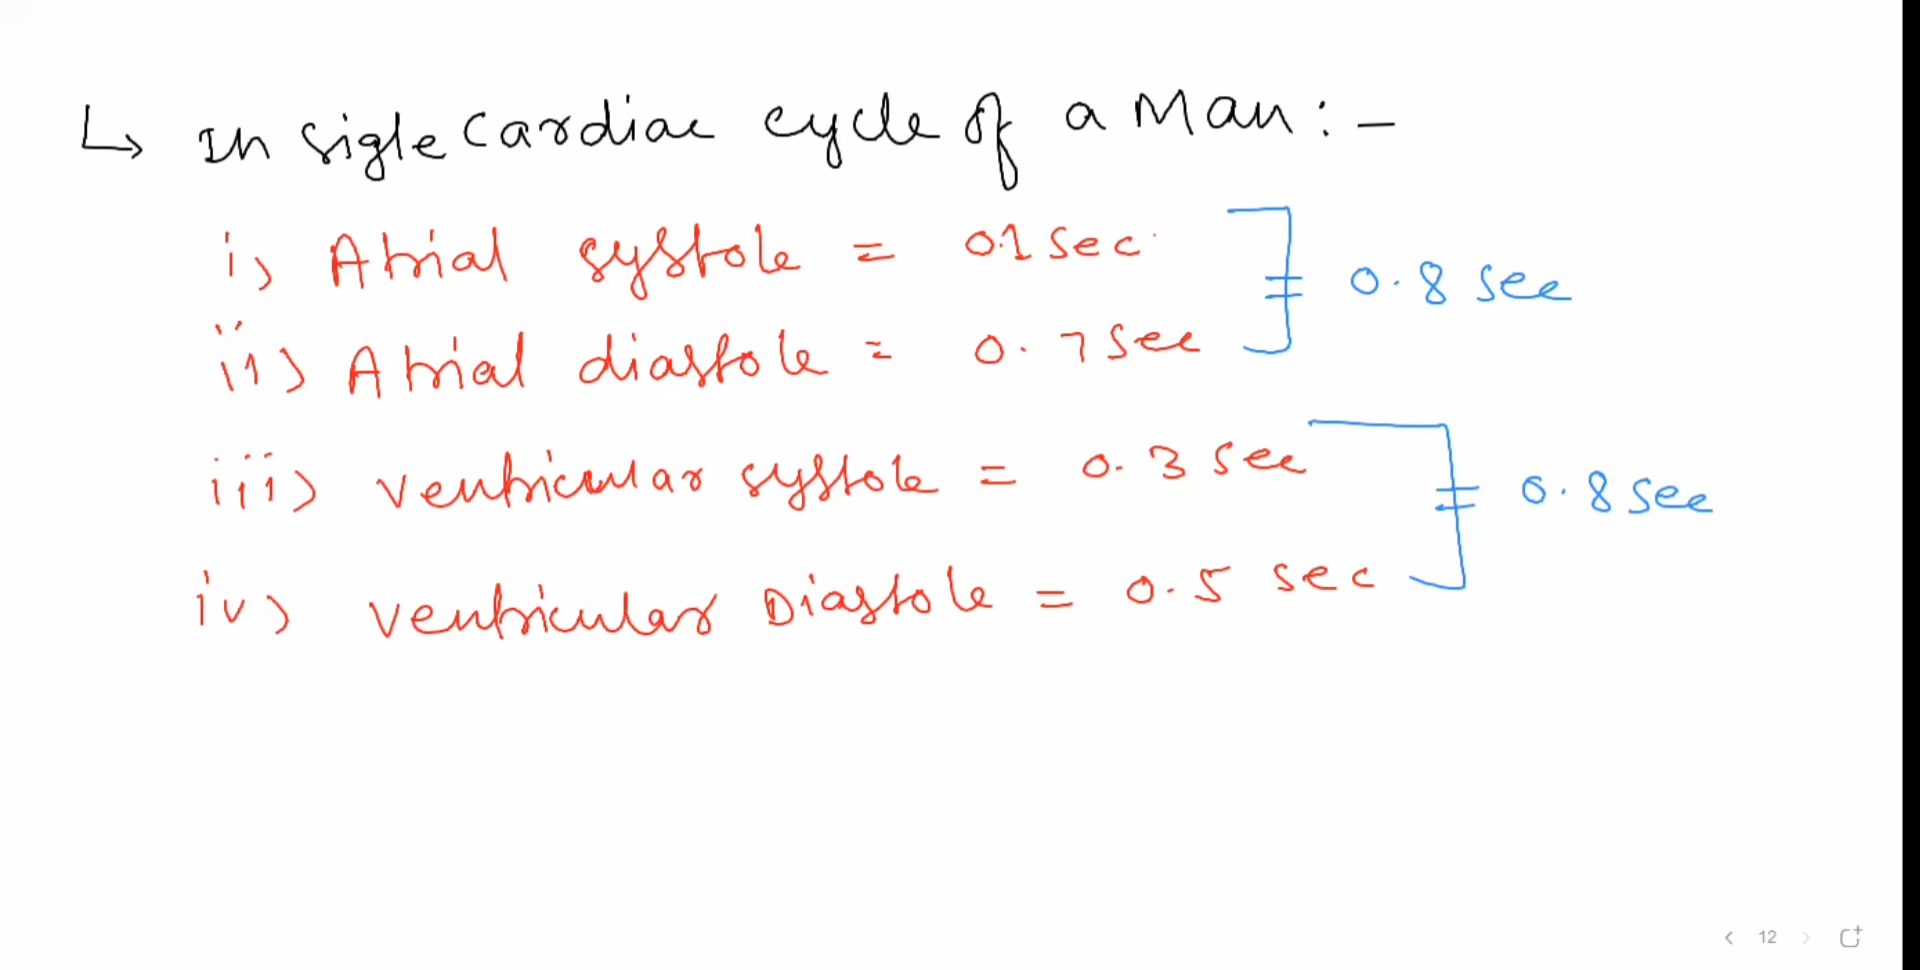 ↳ In sigle cardiac cycle of a Man : -
i) Atrial systole = 0.1 sec. 
ii) Atrial diastole = 0.7 sec
= 0.8 sec
iii) ventricular systole = 0.3 sec
iv) ventricular Diastole = 0.5 sec
= 0.8 sec
< 12 >